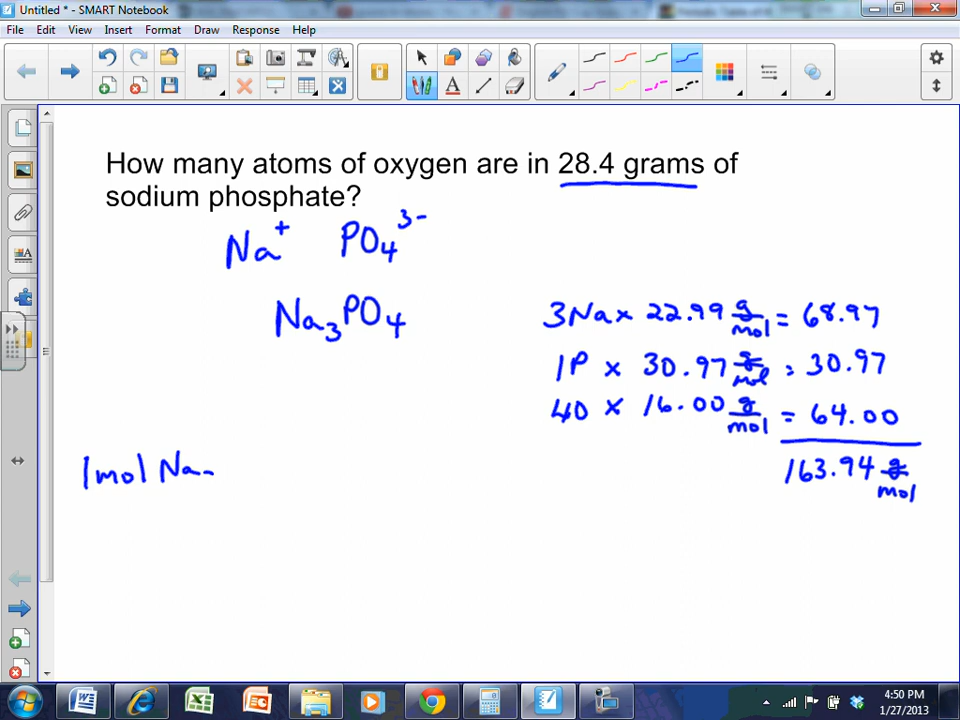 Untitled * - SMART Notebook
File Edit View Insert Format Draw Response Help
How many atoms of oxygen are in 28.4 grams of
sodium phosphate?
Na+ PO4 3-
Na3PO4
3Na x 22.99 g/mol = 68.97
1P x 30.97 g/mol = 30.97
4O x 16.00 g/mol = 64.00
163.94 g/mol
1mol Na
4:50 PM
1/27/2013